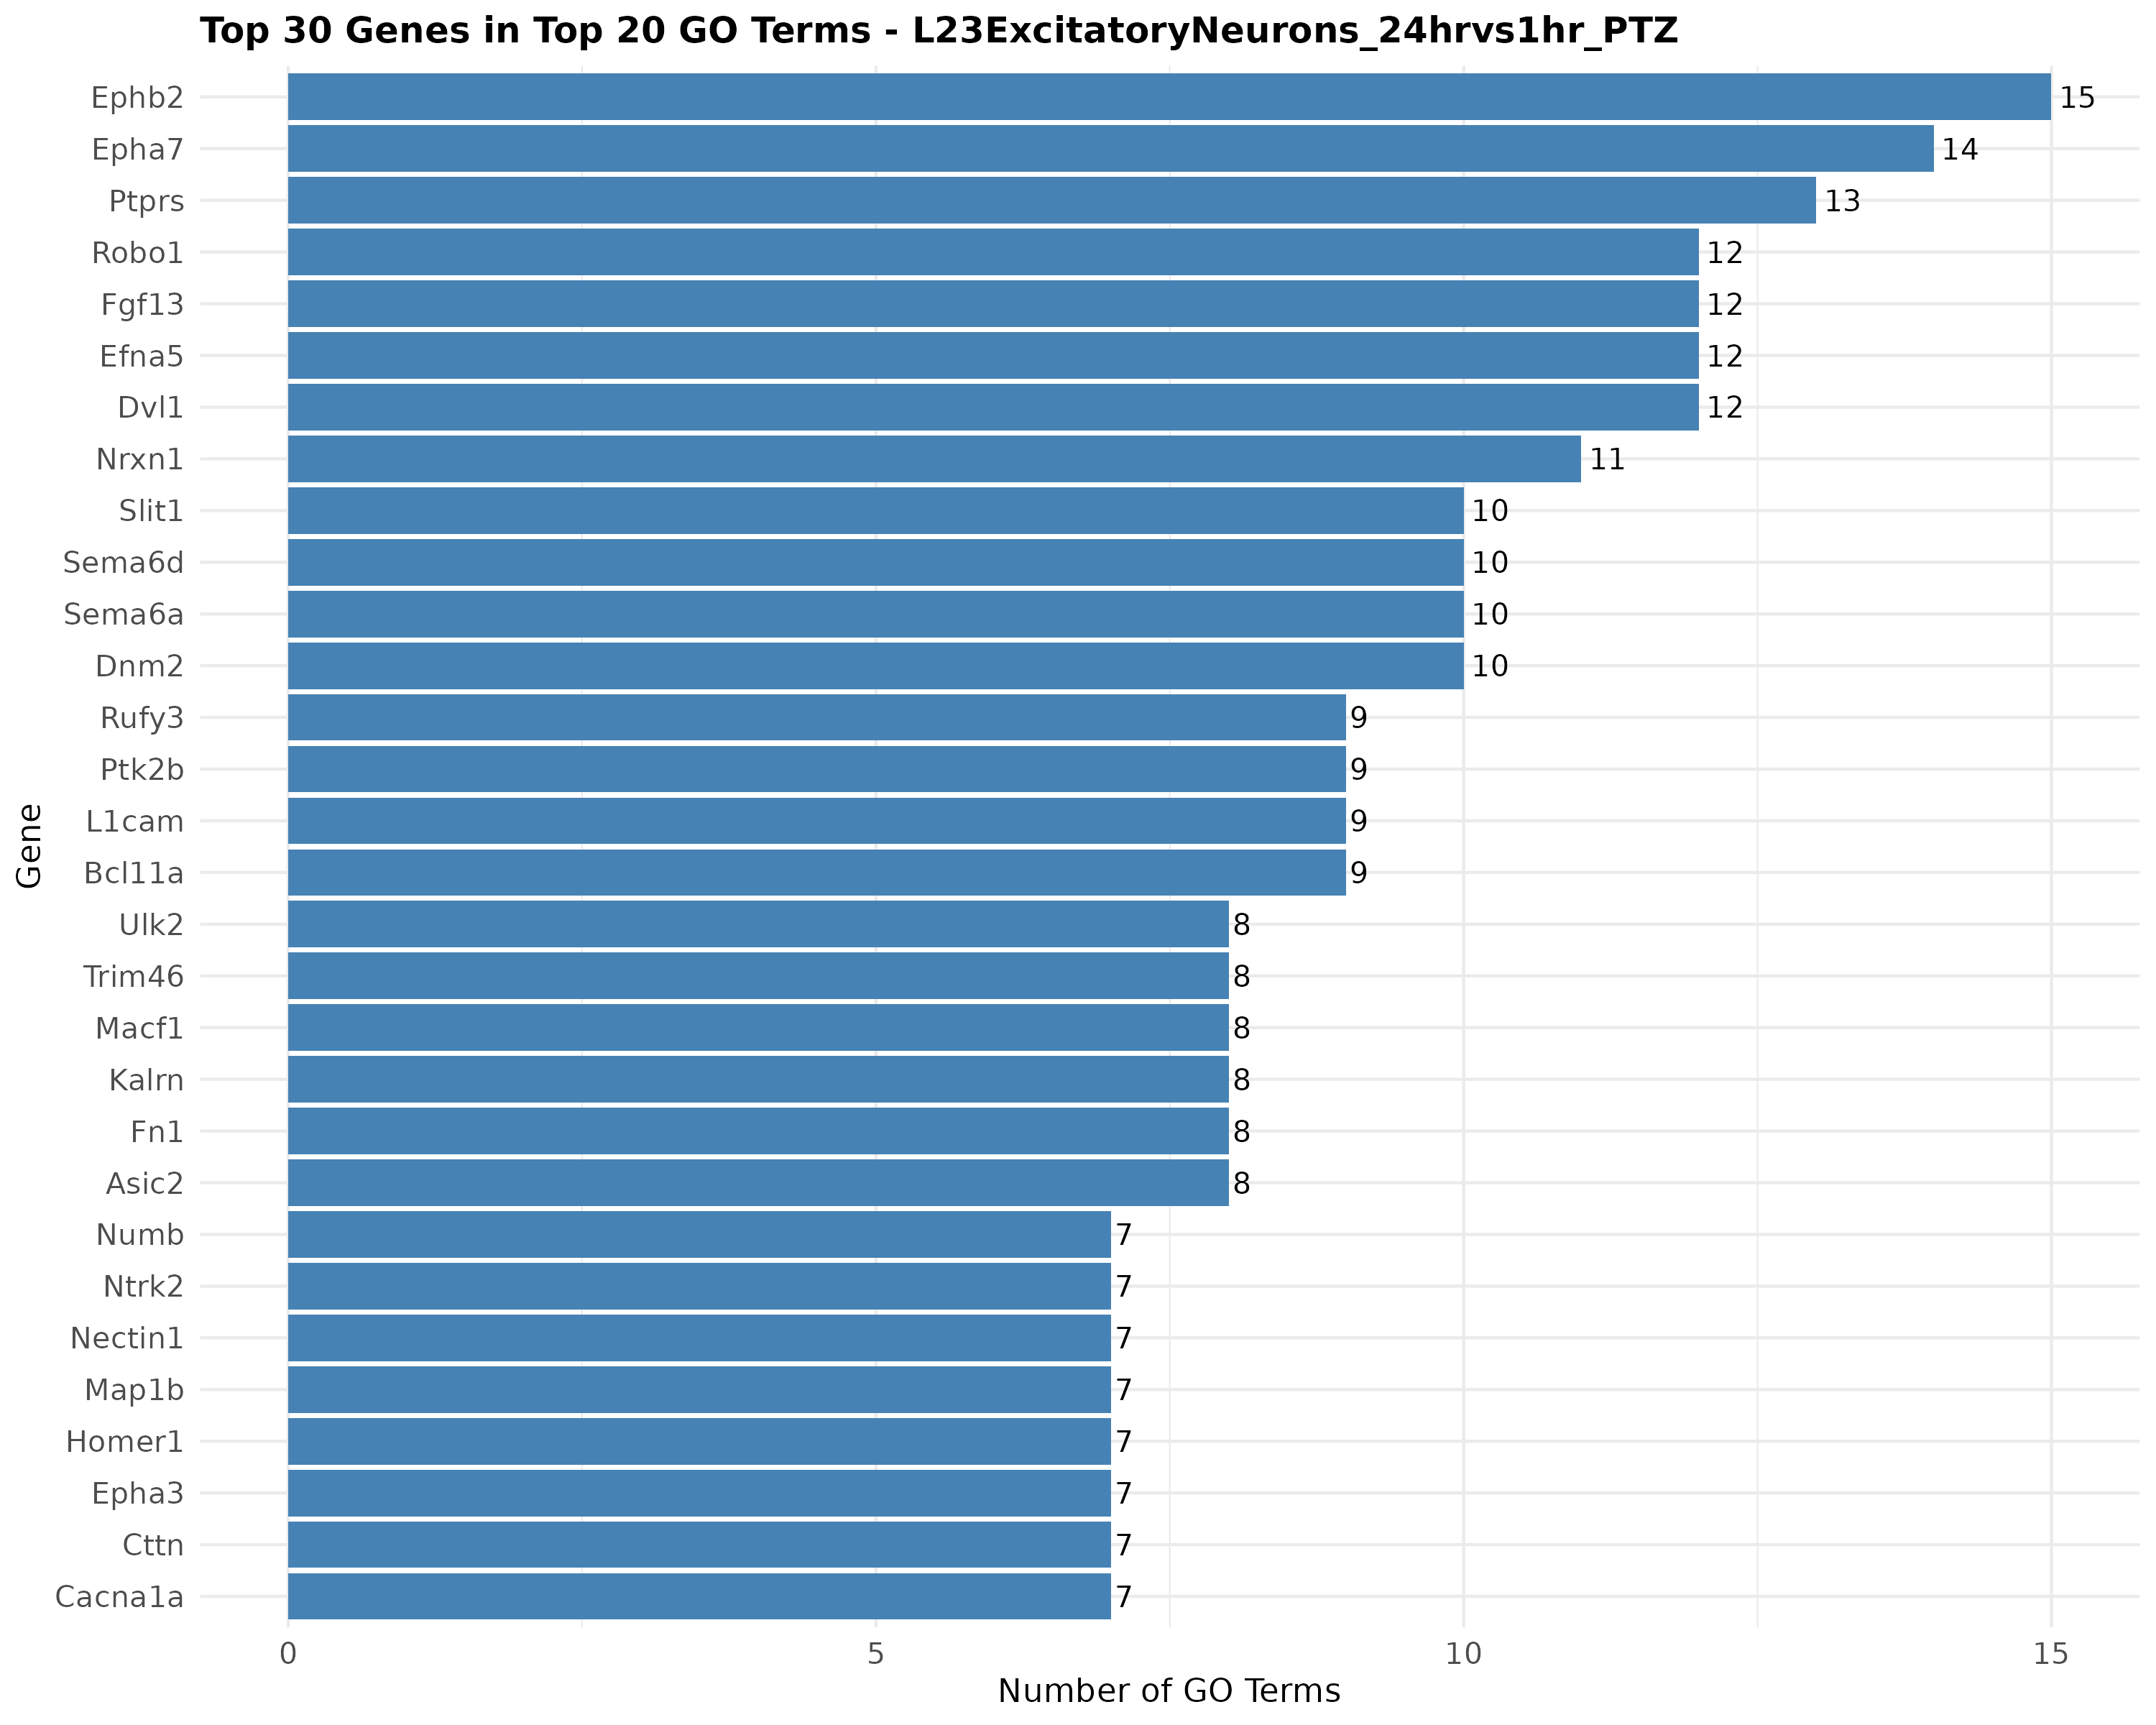 Top 30 Genes in Top 20 GO Terms - L23ExcitatoryNeurons_24hrvs1hr_PTZ
Ephb2 15
Epha7 14
Ptprs 13
Robo1 12
Fgf13 12
Efna5 12
Dvl1 12
Nrxn1 11
Slit1 10
Sema6d 10
Sema6a 10
Dnm2 10
Rufy3 9
Ptk2b 9
L1cam 9
Bcl11a 9
Ulk2 8
Trim46 8
Macf1 8
Kalrn 8
Fn1 8
Asic2 8
Numb 7
Ntrk2 7
Nectin1 7
Map1b 7
Homer1 7
Epha3 7
Cttn 7
Cacna1a 7
Gene
0 5 10 15
Number of GO Terms